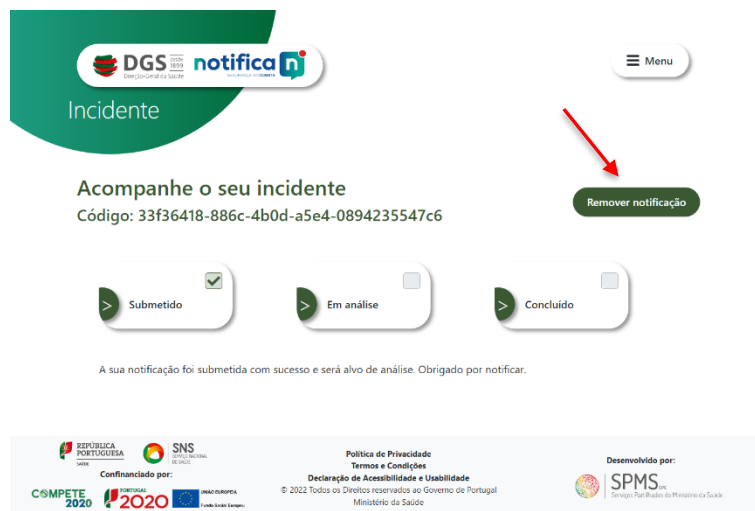 DGS desde 1899
Direção-Geral da Saúde
notifica n
Menu
Incidente
Acompanhe o seu incidente
Código: 33f36418-886c-4b0d-a5e4-0894235547c6
Remover notificação
> Submetido
> Em análise
> Concluído
A sua notificação foi submetida com sucesso e será alvo de análise. Obrigado por notificar.
REPÚBLICA
PORTUGUESA
SAÚDE
SNS
SERVIÇO NACIONAL
DE SAÚDE
Confinanciado por:
COMPETE
2020
PORTUGAL
2020
UNIÃO EUROPEIA
Fundo Social Europeu
Política de Privacidade
Termos e Condições
Declaração de Acessibilidade e Usabilidade
© 2022 Todos os Direitos reservados ao Governo de Portugal
Ministério da Saúde
Desenvolvido por:
SPMS EPE
Serviços Partilhados do Ministério da Saúde